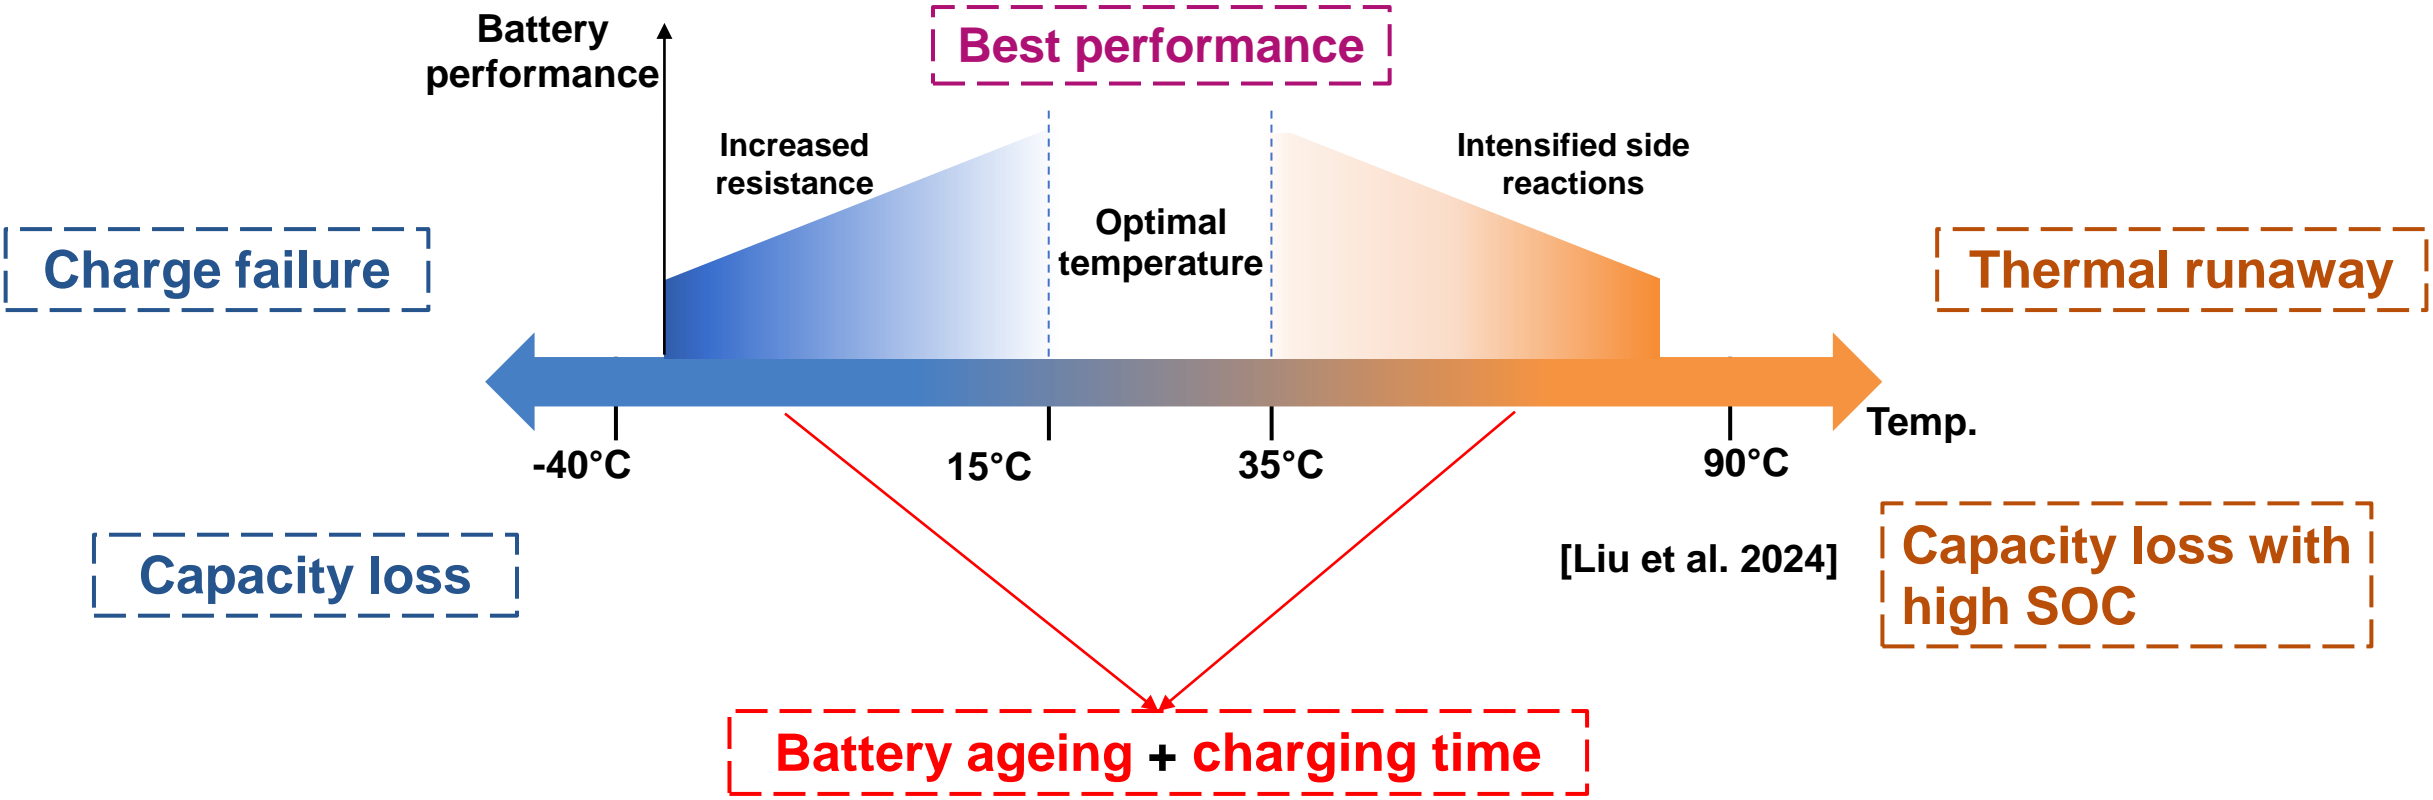 Battery
performance
Best performance
Increased
resistance
Intensified side
reactions
Optimal
temperature
Charge failure
Thermal runaway
Temp.
-40°C
15°C
35°C
90°C
Capacity loss
[Liu et al. 2024]
Capacity loss with
high SOC
Battery ageing + charging time